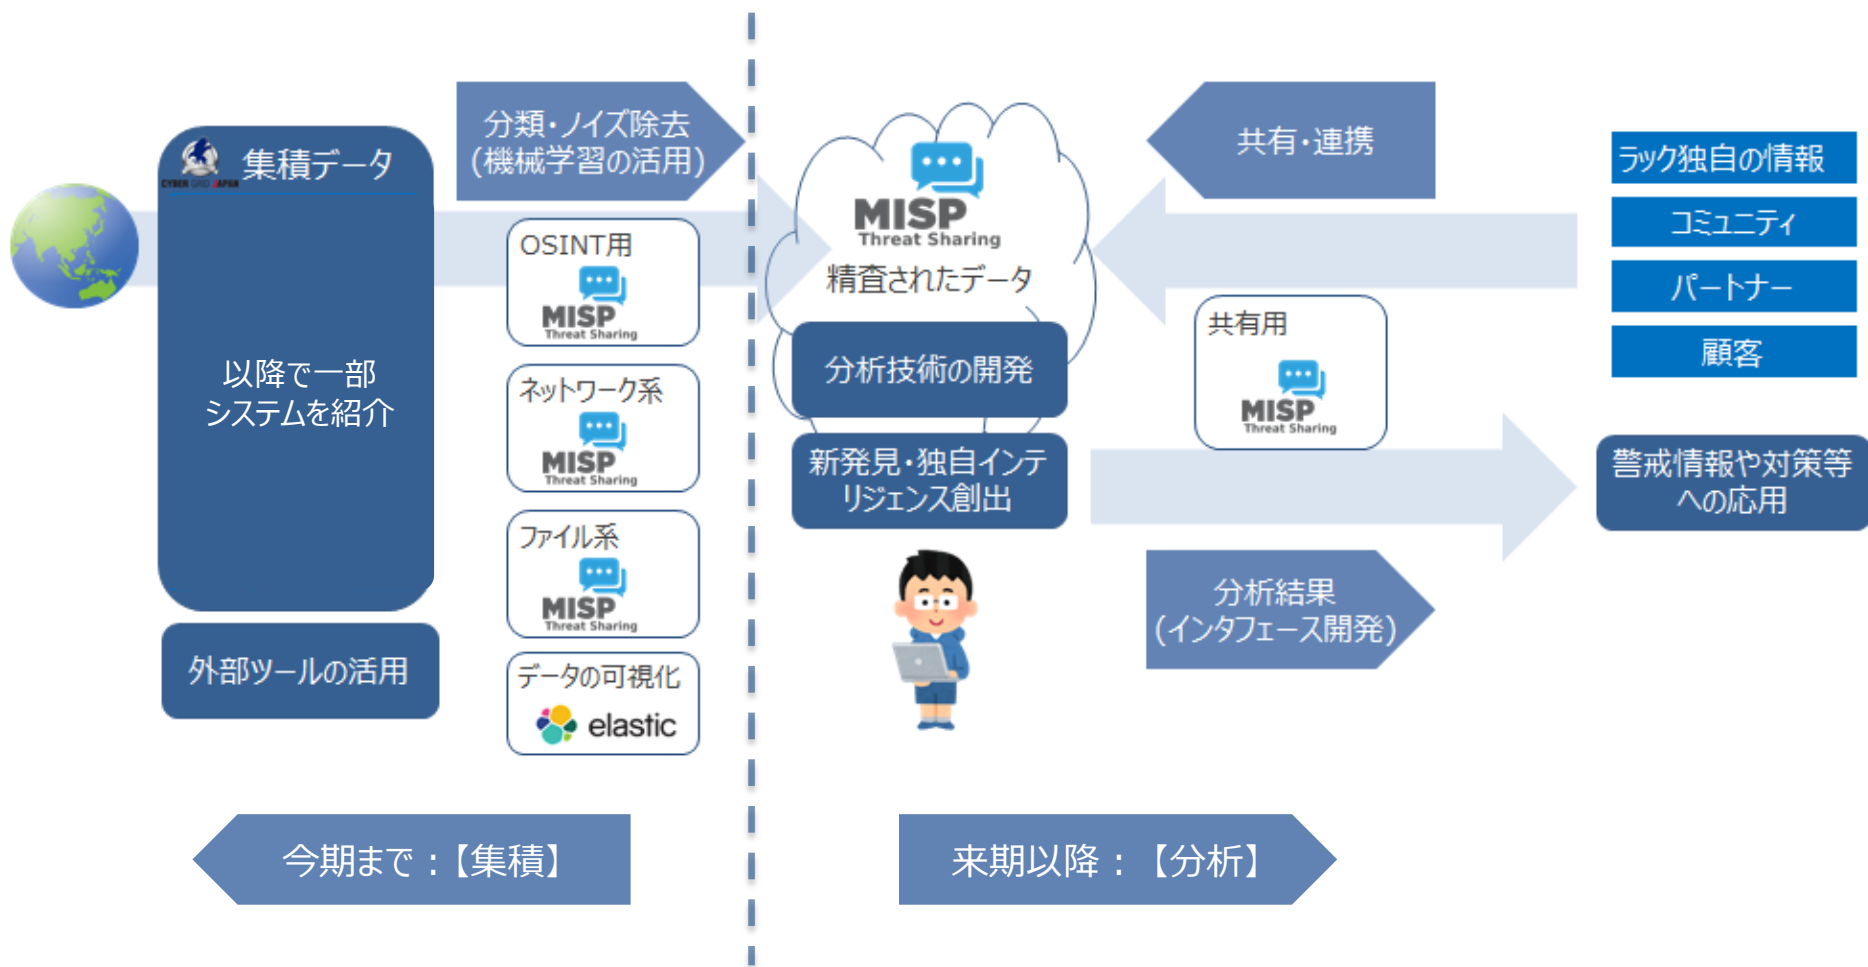 分類・ノイズ除去
(機械学習の活用)
CYBER GRID JAPAN
集積データ
以降で一部
システムを紹介
外部ツールの活用
OSINT用
MISP
Threat Sharing
ネットワーク系
MISP
Threat Sharing
ファイル系
MISP
Threat Sharing
データの可視化
elastic
MISP
Threat Sharing
精査されたデータ
分析技術の開発
新発見・独自インテ
リジェンス創出
共有・連携
共有用
MISP
Threat Sharing
分析結果
(インタフェース開発)
ラック独自の情報
コミュニティ
パートナー
顧客
警戒情報や対策等
への応用
今期まで：【集積】
来期以降：【分析】